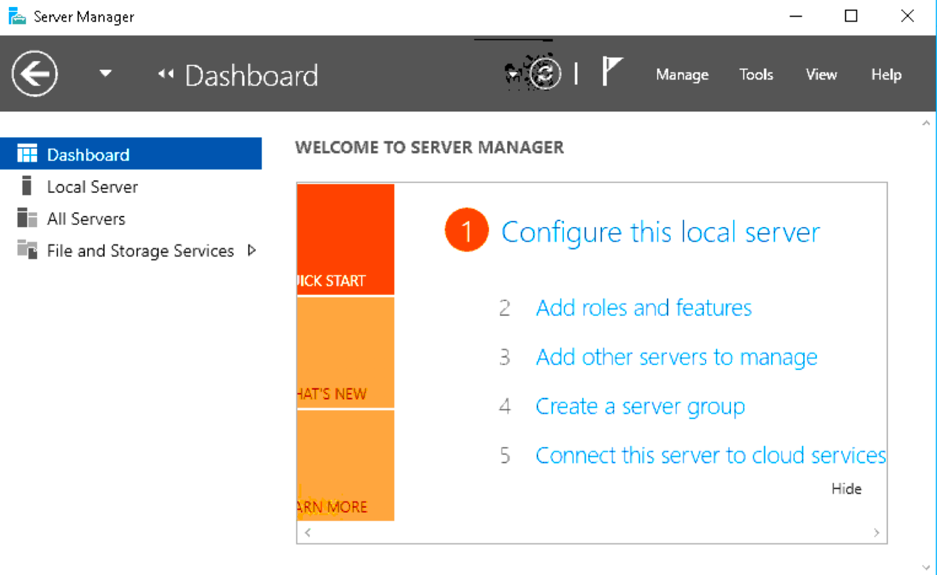 Server Manager
Dashboard
Manage Tools View Help
Dashboard
Local Server
All Servers
File and Storage Services
WELCOME TO SERVER MANAGER
UICK START
HAT'S NEW
ARN MORE
1 Configure this local server
2 Add roles and features
3 Add other servers to manage
4 Create a server group
5 Connect this server to cloud services
Hide